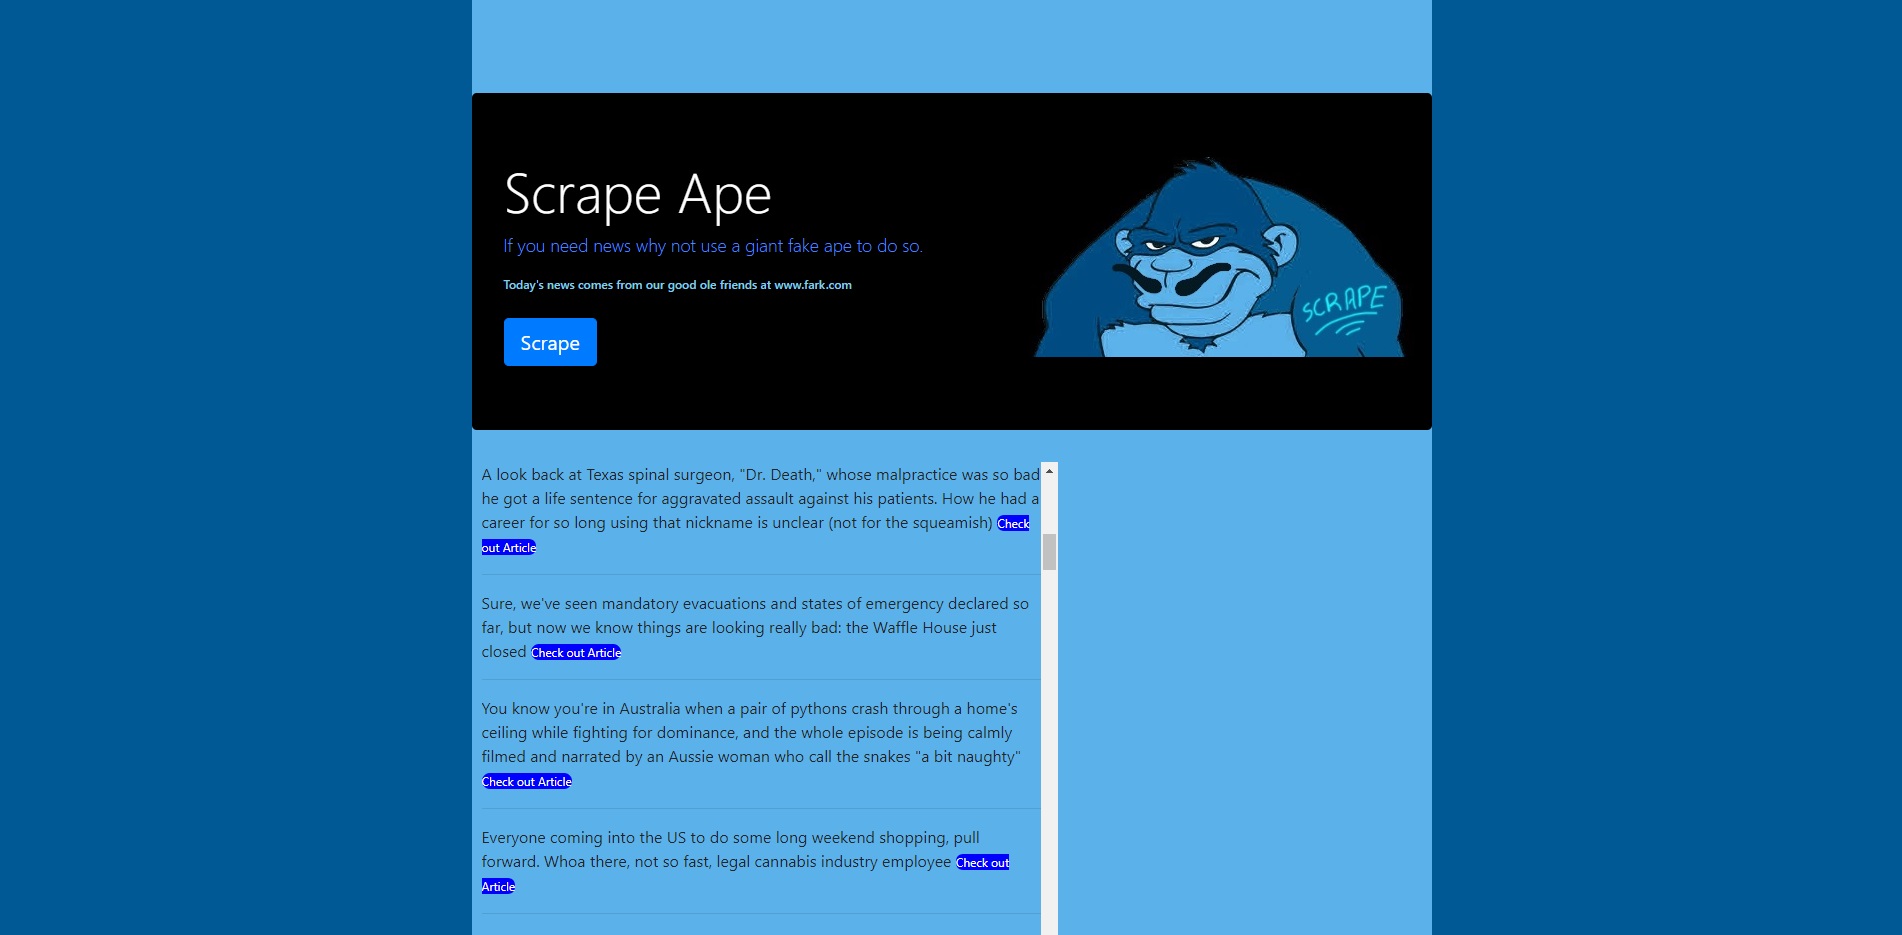 Scrape Ape
If you need news why not use a giant fake ape to do so.
Today's news comes from our good ole friends at www.fark.com
Scrape
SCRAPE
A look back at Texas spinal surgeon, "Dr. Death," whose malpractice was so bad
he got a life sentence for aggravated assault against his patients. How he had a
career for so long using that nickname is unclear (not for the squeamish) Check
out Article
Sure, we've seen mandatory evacuations and states of emergency declared so
far, but now we know things are looking really bad: the Waffle House just
closed Check out Article
You know you're in Australia when a pair of pythons crash through a home's
ceiling while fighting for dominance, and the whole episode is being calmly
filmed and narrated by an Aussie woman who call the snakes "a bit naughty"
Check out Article
Everyone coming into the US to do some long weekend shopping, pull
forward. Whoa there, not so fast, legal cannabis industry employee Check out
Article